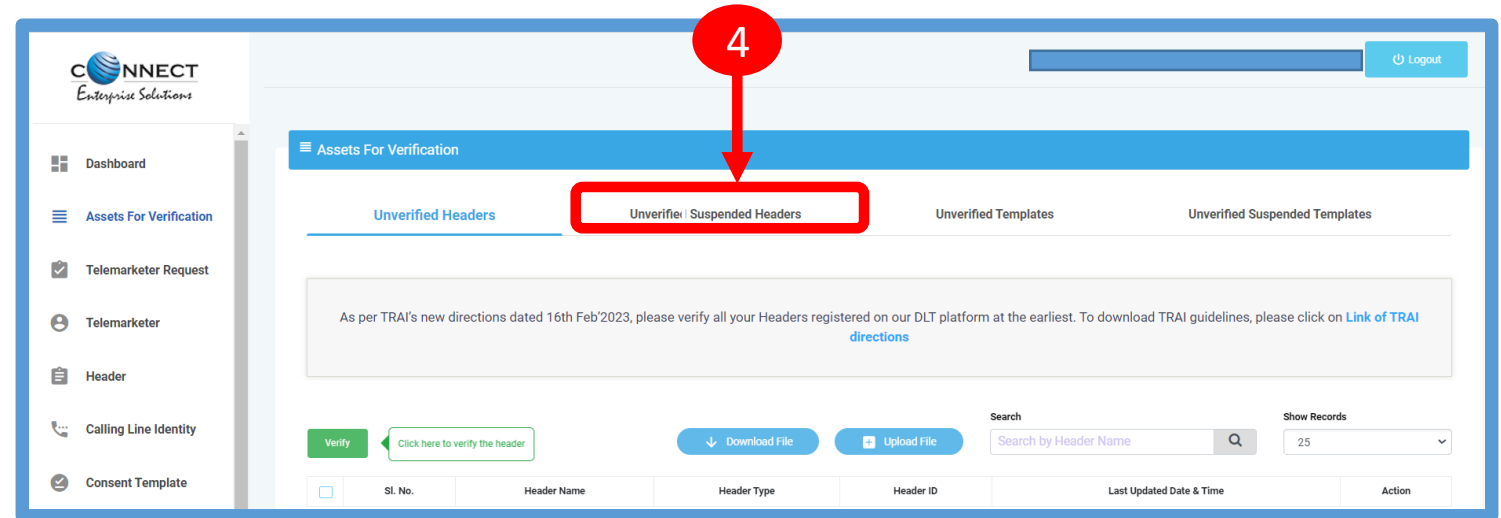 4
CONNECT
Enterprise Solutions
Logout
Assets For Verification
Dashboard
Assets For Verification
Telemarketer Request
Telemarketer
Header
Calling Line Identity
Consent Template
Unverified Headers
Unverified Suspended Headers
Unverified Templates
Unverified Suspended Templates
As per TRAI's new directions dated 16th Feb'2023, please verify all your Headers registered on our DLT platform at the earliest. To download TRAI guidelines, please click on Link of TRAI
directions
Verify
Click here to verify the header
Download File
Upload File
Search
Search by Header Name
Show Records
25
Sl. No.
Header Name
Header Type
Header ID
Last Updated Date & Time
Action